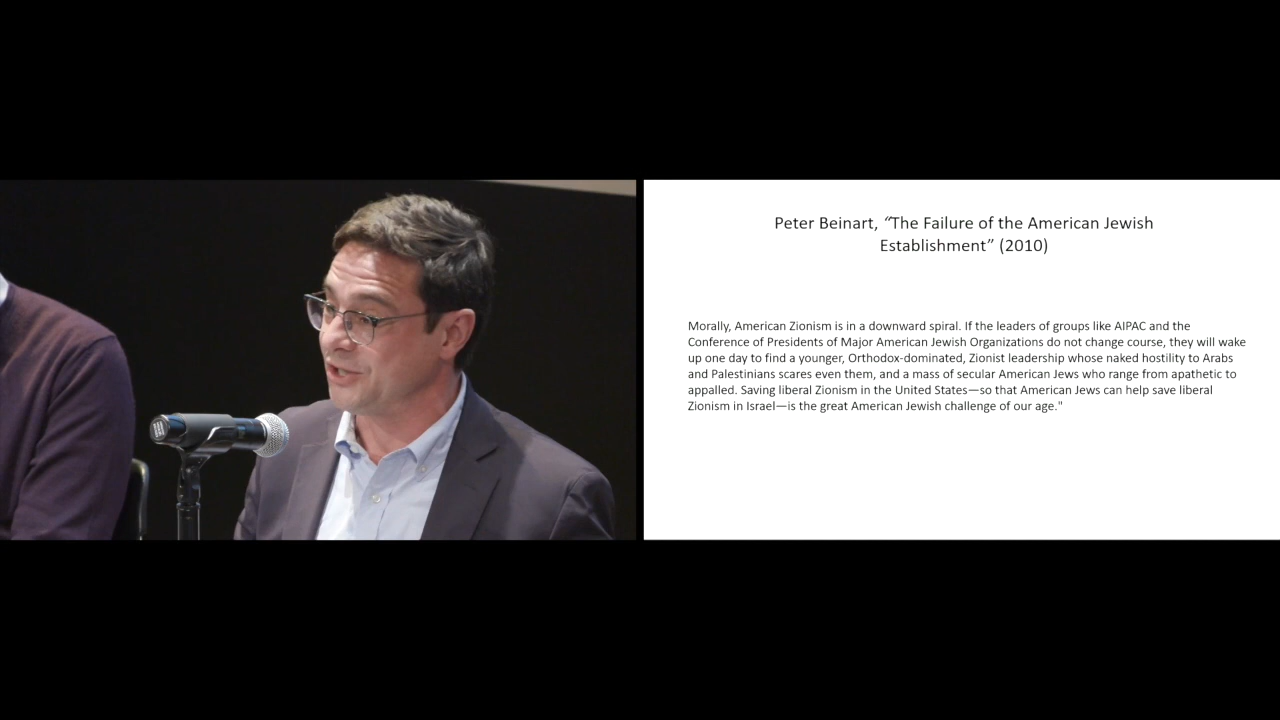 Peter Beinart, “The Failure of the American Jewish
Establishment” (2010)
Morally, American Zionism is in a downward spiral. If the leaders of groups like AIPAC and the
Conference of Presidents of Major American Jewish Organizations do not change course, they will wake
up one day to find a younger, Orthodox-dominated, Zionist leadership whose naked hostility to Arabs
and Palestinians scares even them, and a mass of secular American Jews who range from apathetic to
appalled. Saving liberal Zionism in the United States—so that American Jews can help save liberal
Zionism in Israel—is the great American Jewish challenge of our age."